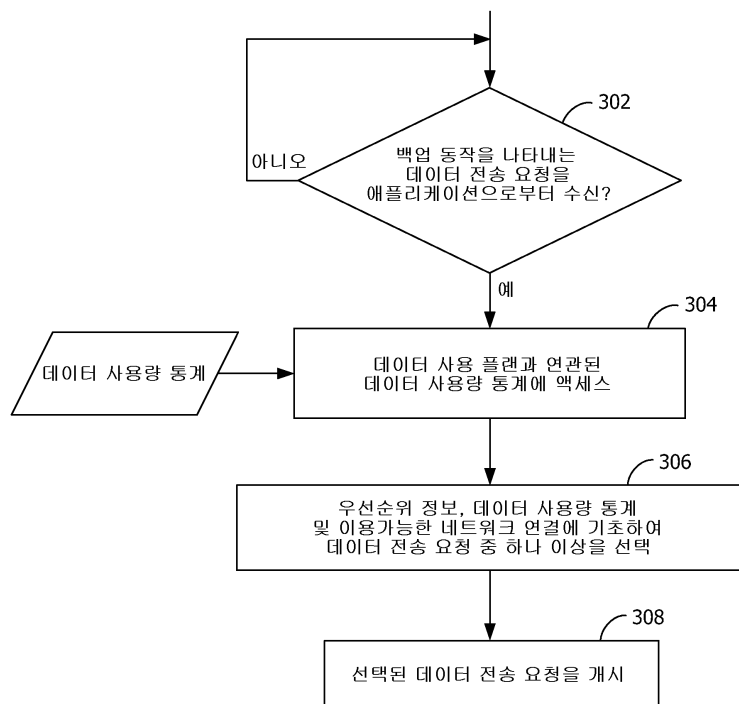 302
백업 동작을 나타내는
데이터 전송 요청을
애플리케이션으로부터 수신?
아니오
예
304
데이터 사용량 통계
데이터 사용 플랜과 연관된
데이터 사용량 통계에 액세스
306
우선순위 정보, 데이터 사용량 통계
및 이용가능한 네트워크 연결에 기초하여
데이터 전송 요청 중 하나 이상을 선택
308
선택된 데이터 전송 요청을 개시